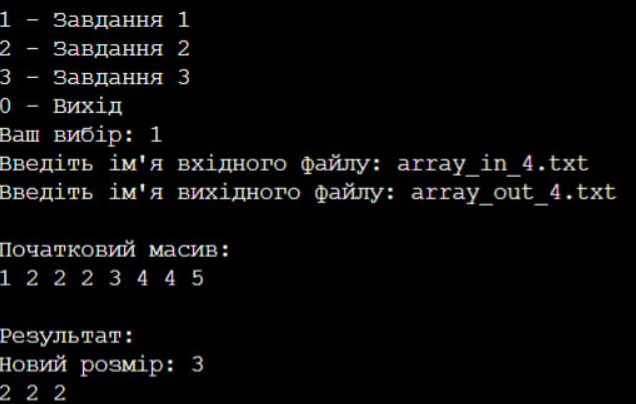 1 - Завдання 1
2 - Завдання 2
3 - Завдання 3
0 - Вихід
Ваш вибір: 1
Введіть ім'я вхідного файлу: array_in_4.txt
Введіть ім'я вихідного файлу: array_out_4.txt
Початковий масив:
1 2 2 2 3 4 4 5
Результат:
Новий розмір: 3
2 2 2